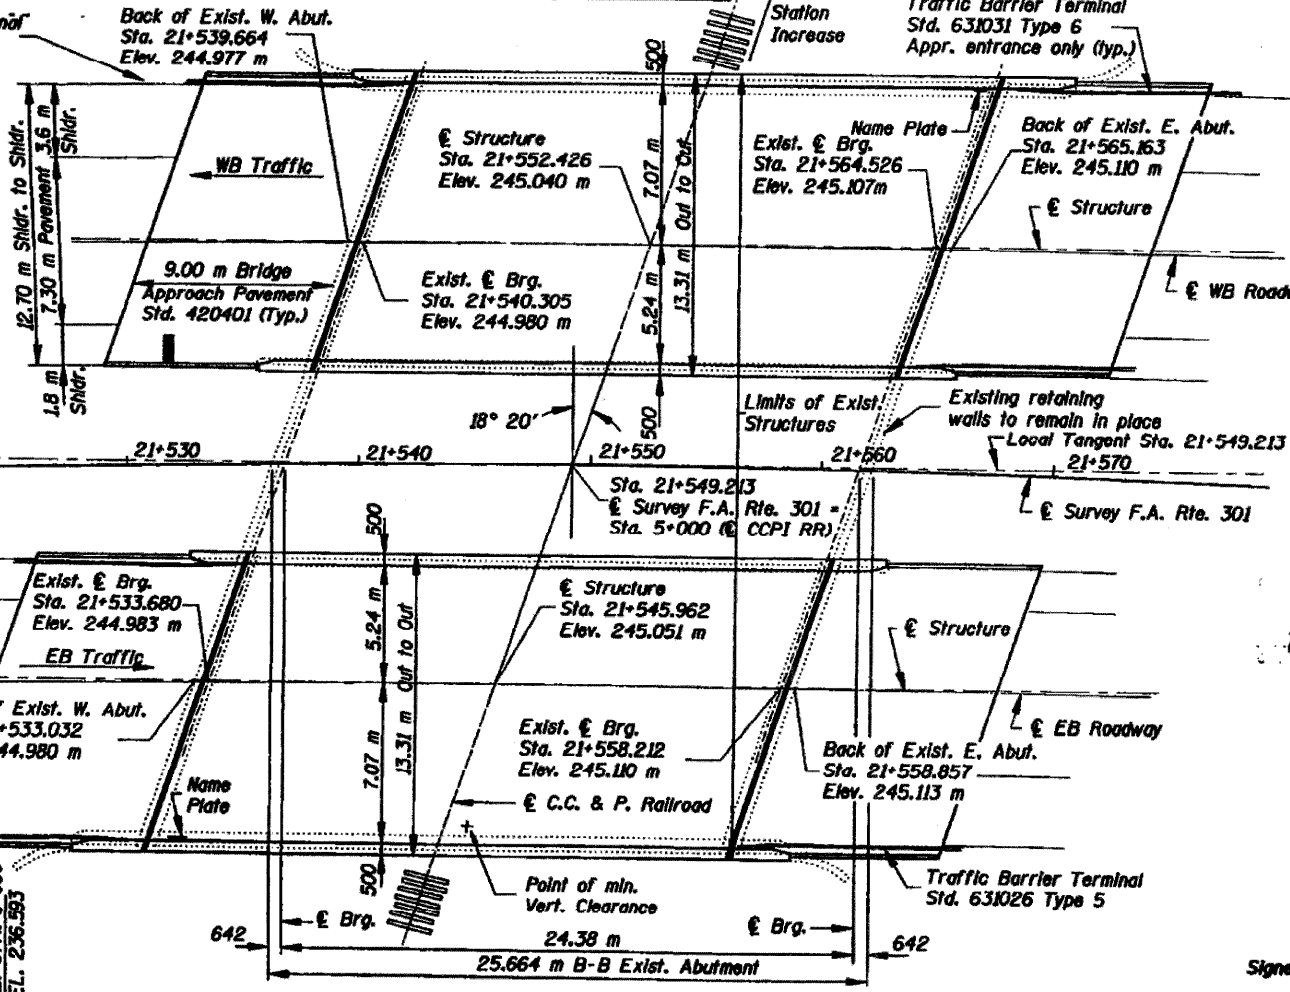 Back of Exist. W. Abut.
Sta. 21+539.664
Elev. 244.977 m
Station
Increase
Traffic Barrier Terminal
Std. 631031 Type 6
Appr. entrance only (typ.)
500
12.70 m Shldr. to Shldr.
7.30 m Pavement
3.6 m
Shldr.
WB Traffic
℄ Structure
Sta. 21+552.426
Elev. 245.040 m
7.07 m
13.31 m Out to Out
Name Plate
Exist. ℄ Brg.
Sta. 21+564.526
Elev. 245.107m
Back of Exist. E. Abut.
Sta. 21+565.163
Elev. 245.110 m
℄ Structure
9.00 m Bridge
Approach Pavement
Std. 420401 (Typ.)
Exist. ℄ Brg.
Sta. 21+540.305
Elev. 244.980 m
5.24 m
℄ WB Roadw
1.8 m
Shldr.
18° 20'
500
Limits of Exist.
Structures
Existing retaining
walls to remain in place
Local Tangent Sta. 21+549.213
21+530
21+540
21+550
21+560
21+570
Sta. 21+549.213
℄ Survey F.A. Rte. 301 =
Sta. 5+000 (℄ CCPI RR)
℄ Survey F.A. Rte. 301
500
Exist. ℄ Brg.
Sta. 21+533.680
Elev. 244.983 m
EB Traffic
5.24 m
13.31 m Out to Out
℄ Structure
Sta. 21+545.962
Elev. 245.051 m
℄ Structure
Exist. W. Abut.
+533.032
44.980 m
7.07 m
Exist. ℄ Brg.
Sta. 21+558.212
Elev. 245.110 m
℄ EB Roadway
Back of Exist. E. Abut.
Sta. 21+558.857
Elev. 245.113 m
Name
Plate
℄ C.C. & P. Railroad
500
Point of min.
Vert. Clearance
Traffic Barrier Terminal
Std. 631026 Type 5
EL. 236.593
℄ Brg.
℄ Brg.
642
24.38 m
642
25.664 m B-B Exist. Abutment
Signe